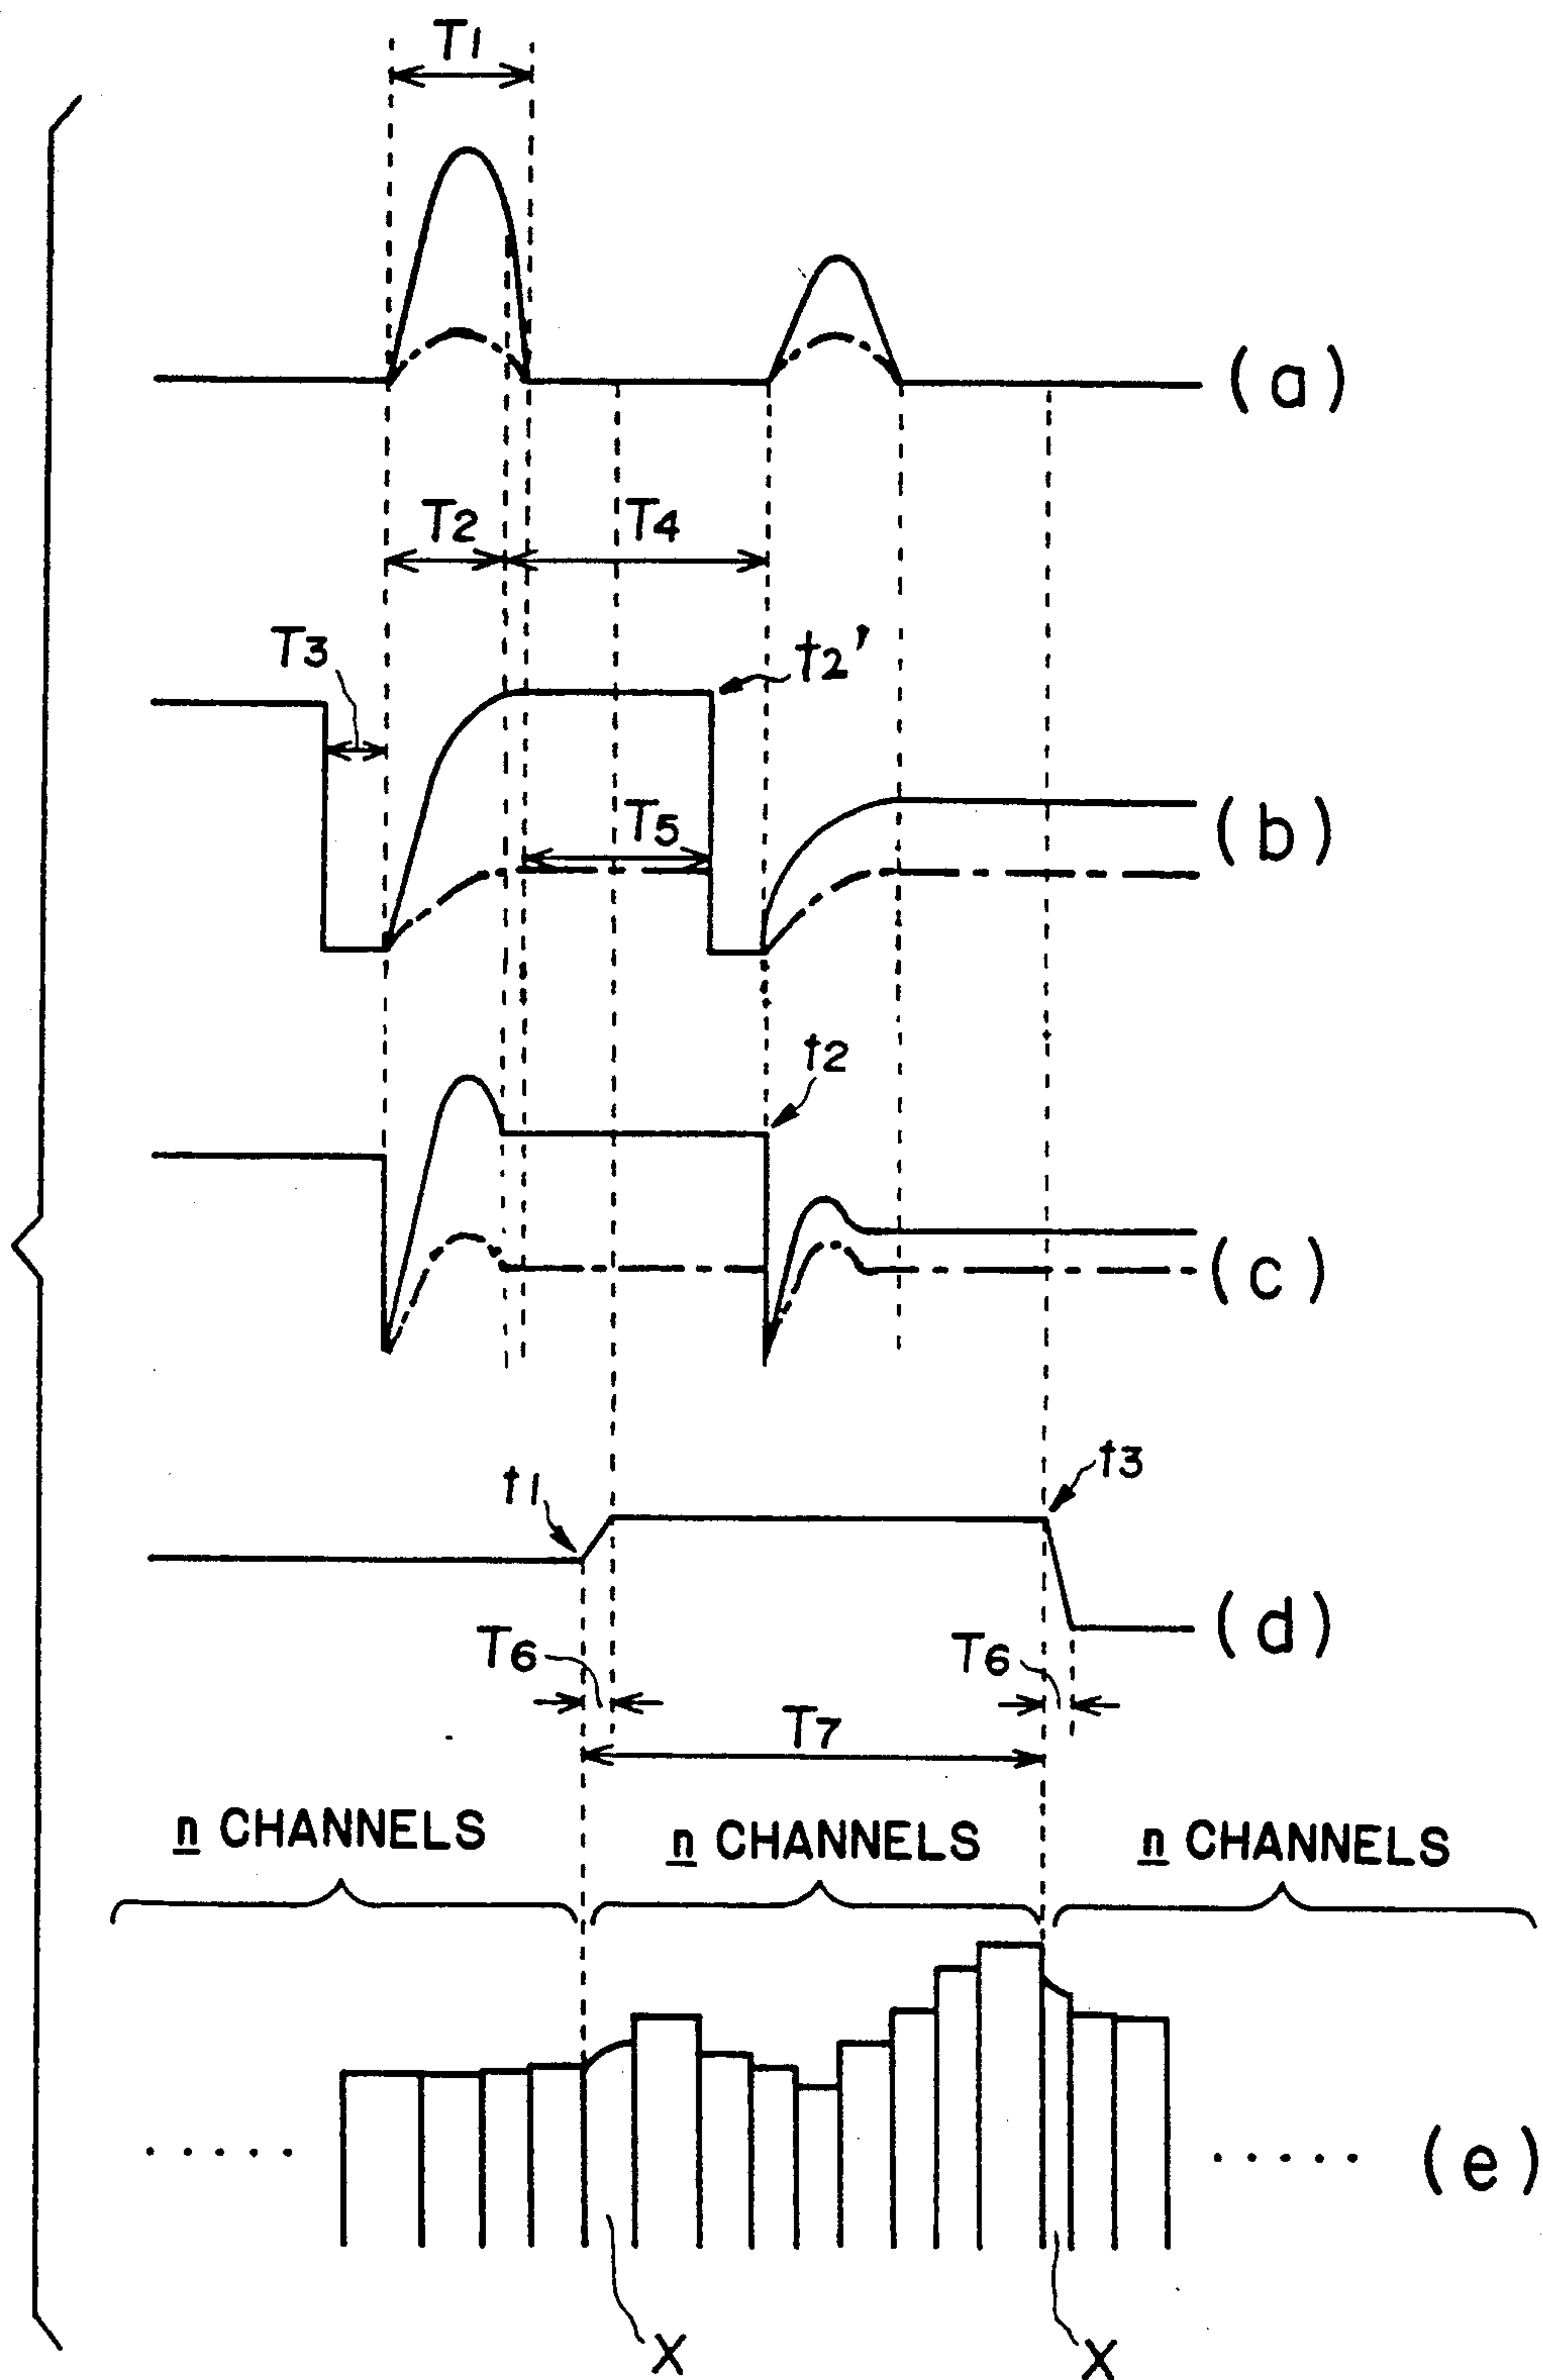 T1
(a)
T2 T4
T3 t2'
T5 (b)
t2
(c)
t1 t3
(d)
T6 T6
T7
n CHANNELS n CHANNELS n CHANNELS
..... ..... (e)
X X